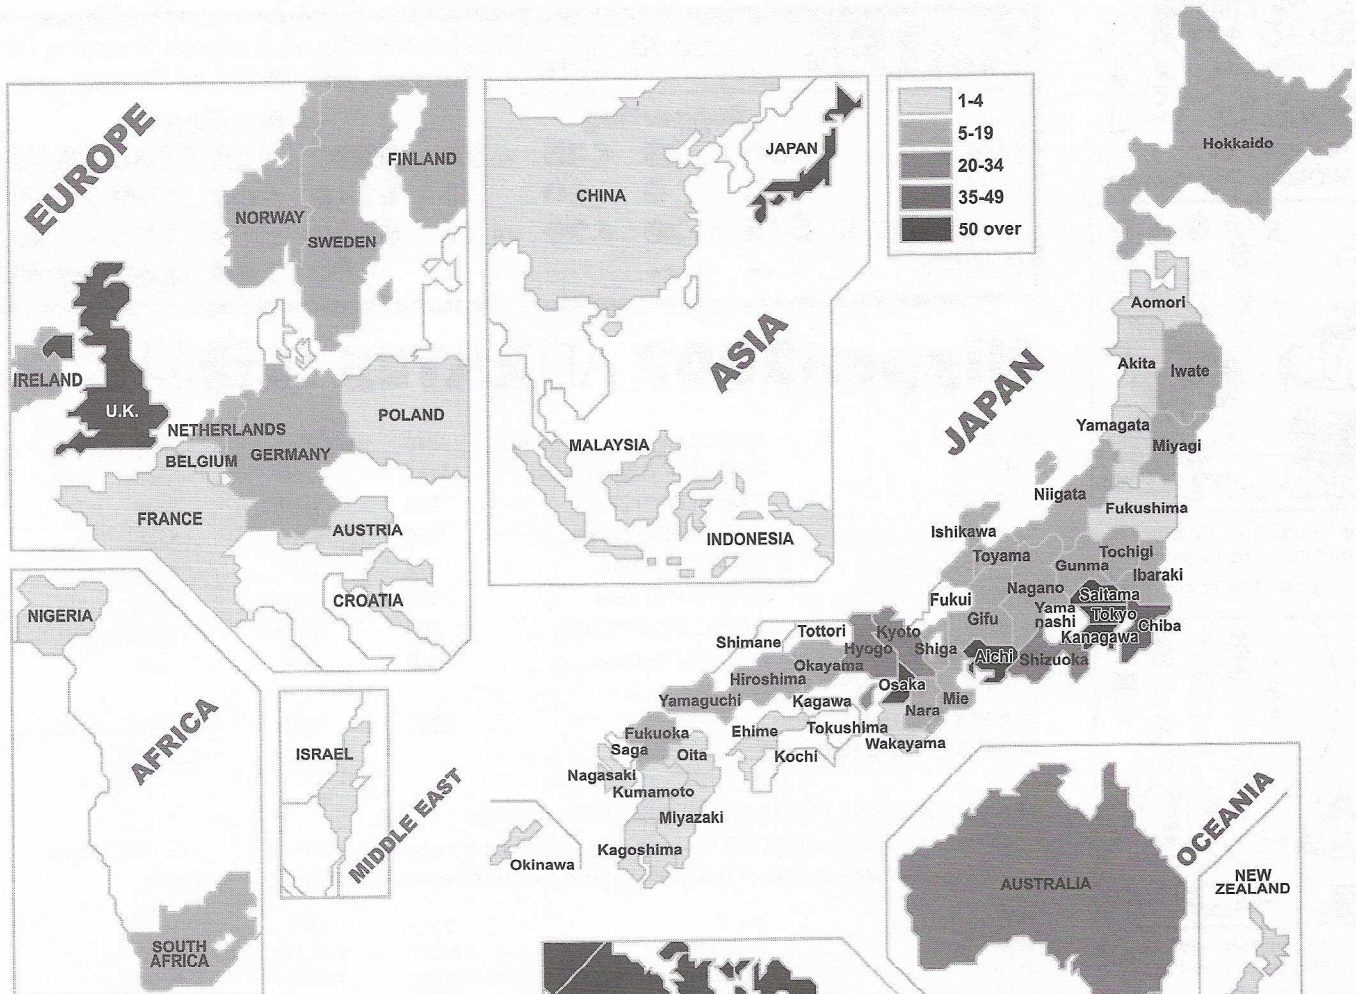 EUROPE
FINLAND
NORWAY
SWEDEN
IRELAND
U.K.
NETHERLANDS
POLAND
BELGIUM
GERMANY
FRANCE
AUSTRIA
CROATIA
JAPAN
CHINA
ASIA
MALAYSIA
INDONESIA
1-4
5-19
20-34
35-49
50 over
JAPAN
Hokkaido
Aomori
Akita
Iwate
Yamagata
Miyagi
Niigata
Fukushima
Ishikawa
Toyama
Gunma
Tochigi
Ibaraki
Nagano
Saitama
Fukui
Gifu
Yama
nashi
Tokyo
Chiba
Kanagawa
Tottori
Kyoto
Shimane
Hyogo
Shiga
Aichi
Shizuoka
Okayama
Hiroshima
Osaka
Yamaguchi
Kagawa
Mie
Nara
Fukuoka
Ehime
Tokushima
Saga
Oita
Kochi
Wakayama
Nagasaki
Kumamoto
Miyazaki
Kagoshima
Okinawa
NIGERIA
AFRICA
SOUTH
AFRICA
ISRAEL
MIDDLE EAST
OCEANIA
AUSTRALIA
NEW
ZEALAND